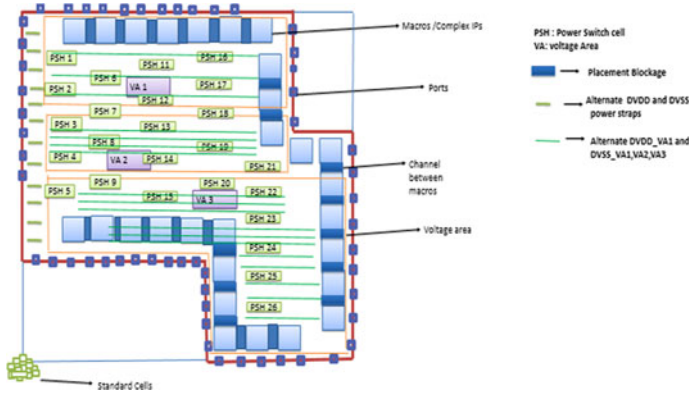 Macros /Complex IPs
PSH : Power Switch cell
VA: voltage Area
PSH 1
PSH 11
PSH 16
PSH 6
VA 1
PSH 17
PSH 2
PSH 12
PSH 7
PSH 18
PSH 3
PSH 13
PSH 8
PSH 19
PSH 4
VA 2
PSH 14
PSH 21
PSH 9
PSH 20
PSH 5
PSH 15
VA 3
PSH 22
PSH 23
PSH 24
PSH 25
PSH 26
Ports
Channel
between
macros
Voltage area
Placement Blockage
Alternate DVDD and DVSS
power straps
Alternate DVDD_VA1 and
DVSS_VA1,VA2,VA3
Standard Cells